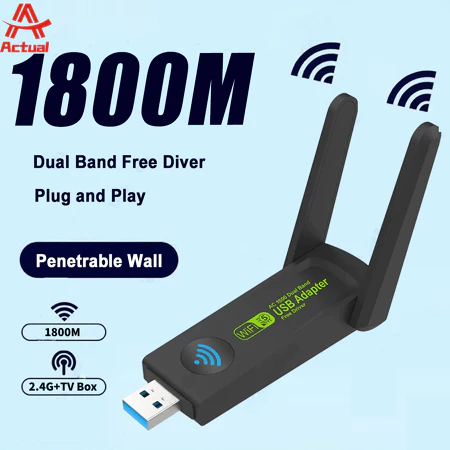 Actual
1800M
Dual Band Free Diver
Plug and Play
Penetrable Wall
1800M
2.4G+TV Box
AC-1800 Dual Band
USB Adapter
Free Driver
WiFi